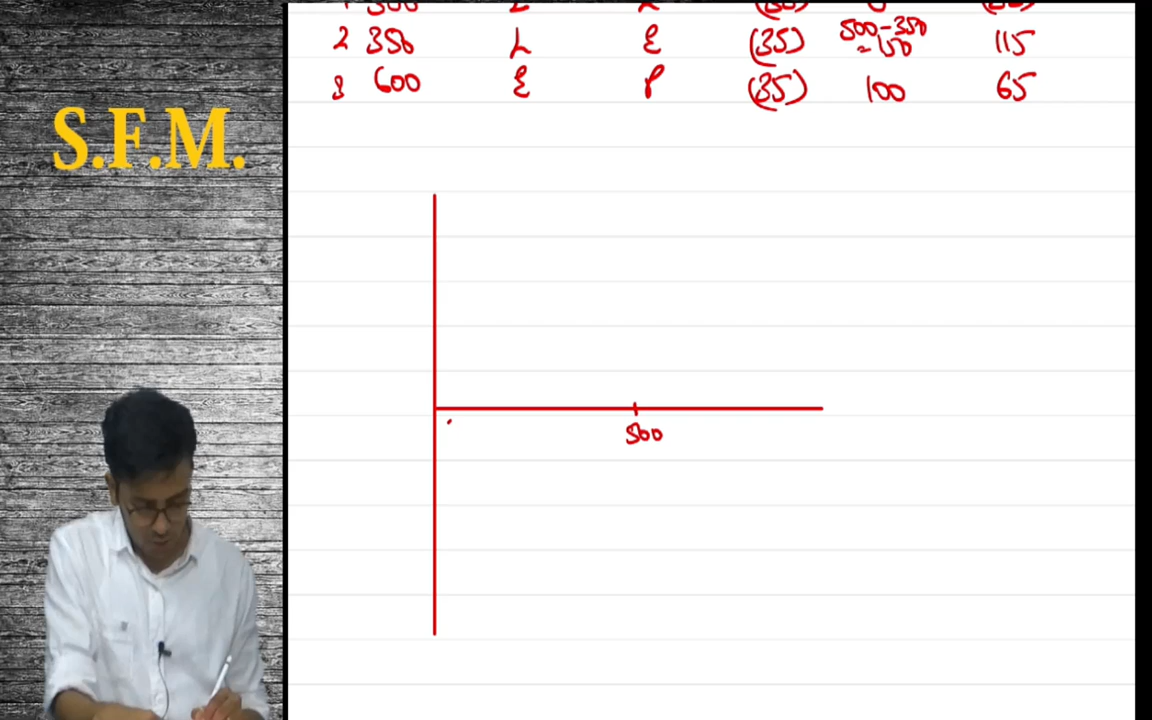 S.F.M.
2 350 L E (35) 500-350 = 150 115
3 600 E P (35) 100 65
500